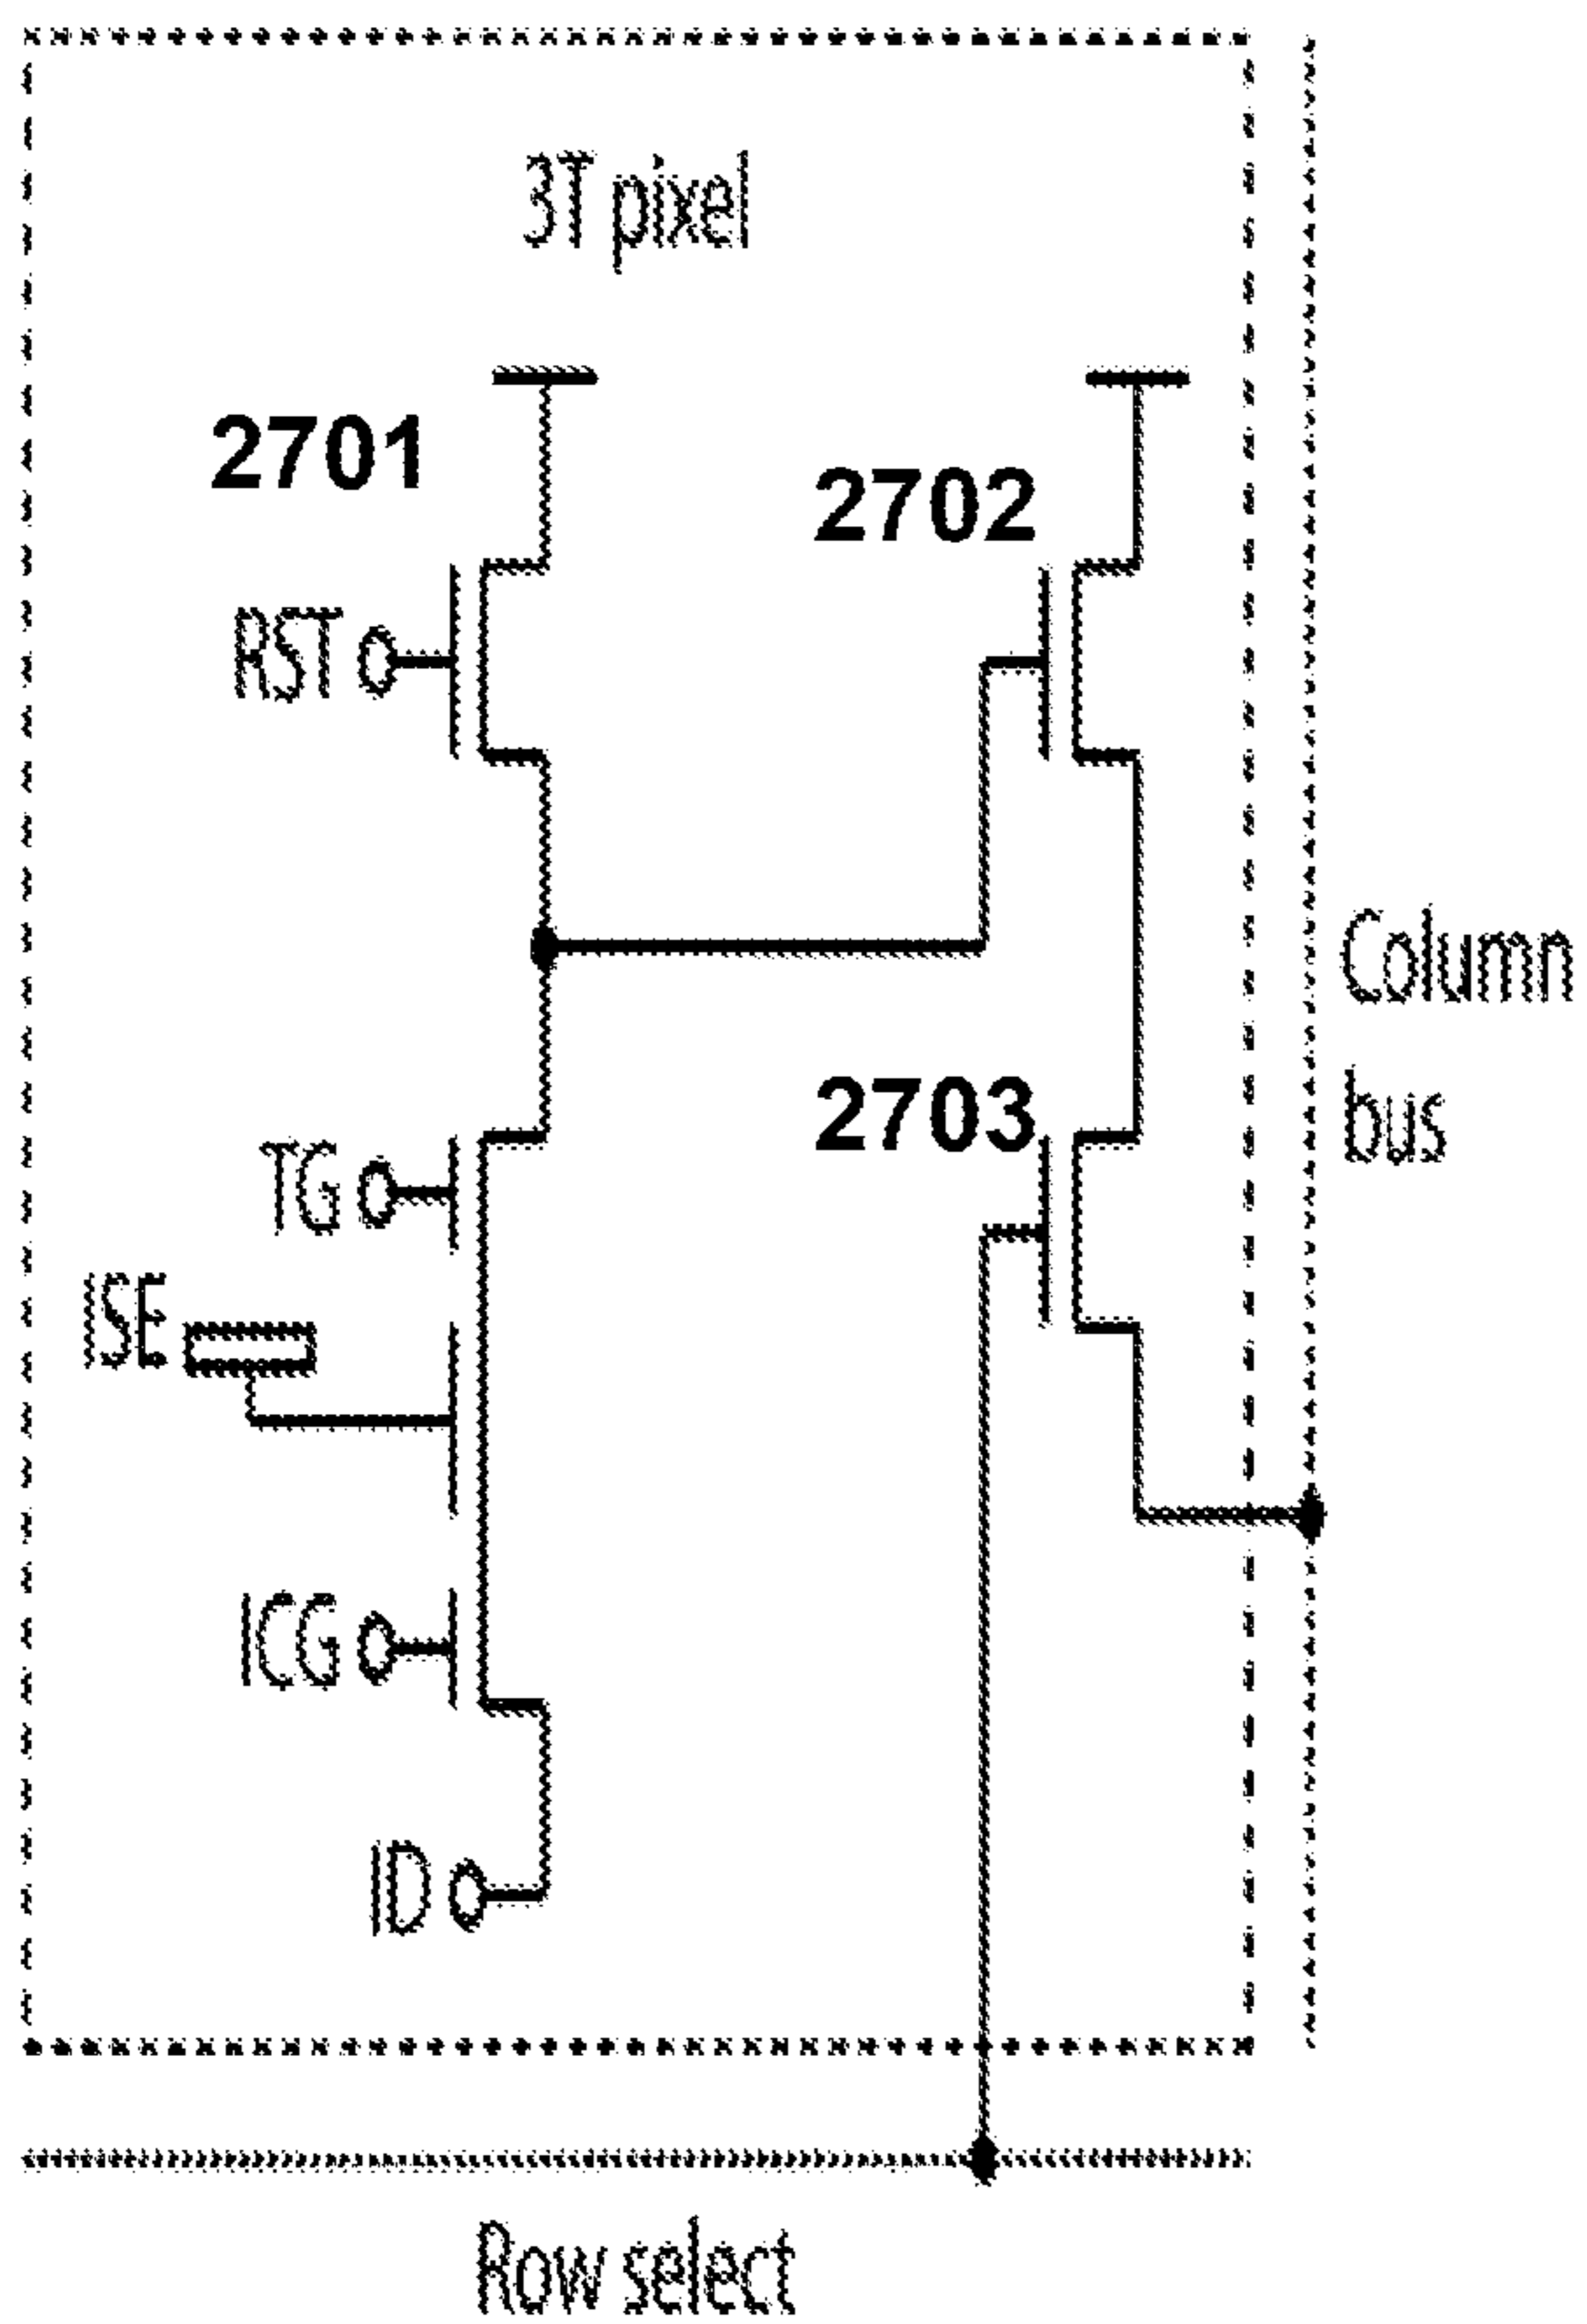 3T pixel
2701
2702
RST
Column
bus
2703
TG
ISE
ICG
ID
Row select